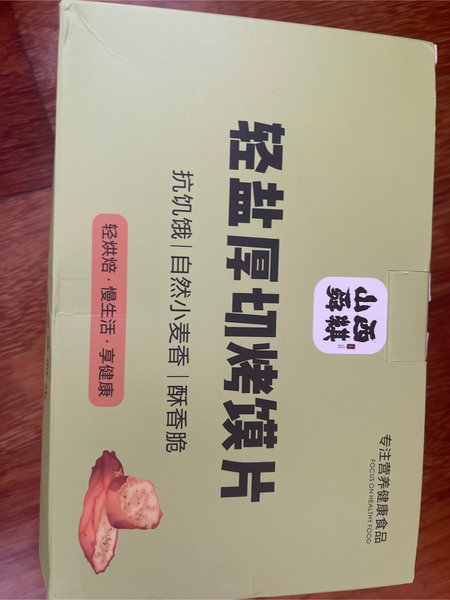 专注营养健康食品
FOCUS ON HEALTHY FOOD
山西
舜耕
轻盐厚切烤馍片
抗饥饿|自然小麦香|酥香脆
轻烘焙·慢生活·享健康